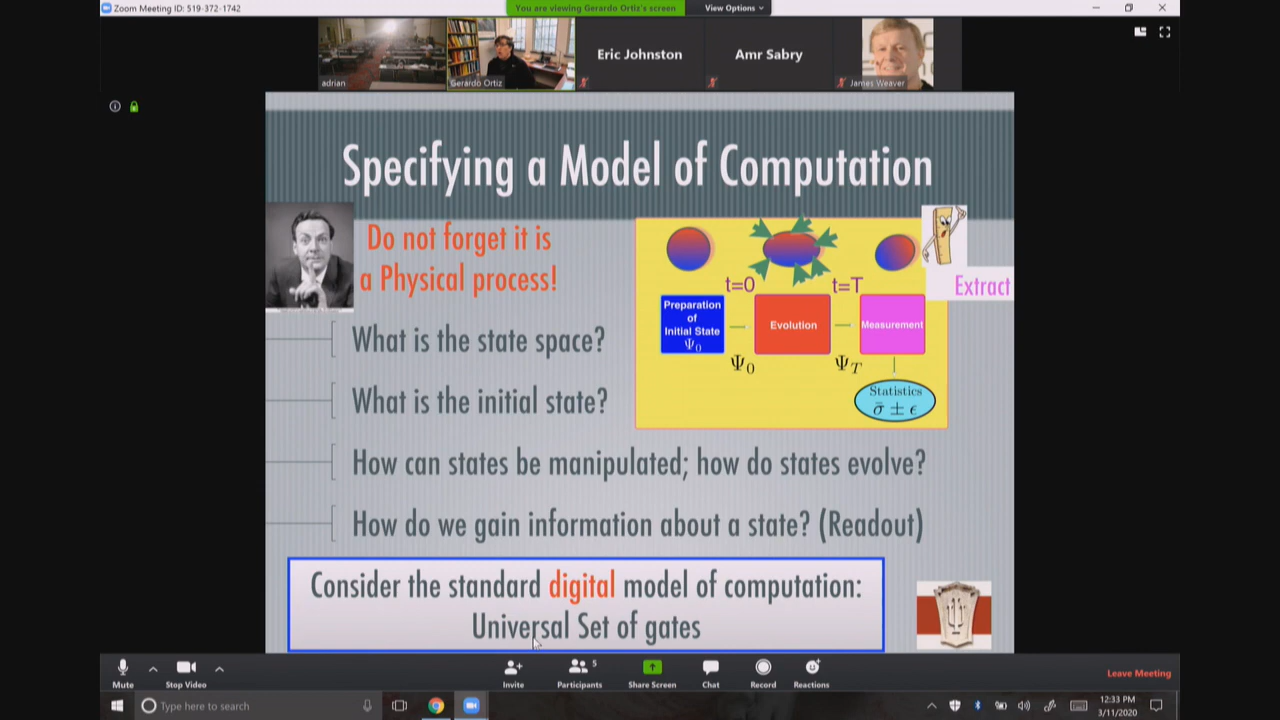 Zoom Meeting ID: 519-372-1742
You are viewing Gerardo Ortiz's screen
View Options
adrian
Gerardo Ortiz
Eric Johnston
Amr Sabry
James Weaver
Specifying a Model of Computation
Do not forget it is
a Physical process!
t=0
t=T
Extract
Preparation
of
Initial State
Ψ₀
Evolution
Measurement
Ψ₀
Ψ_T
Statistics
σ̄ ± ϵ
What is the state space?
What is the initial state?
How can states be manipulated; how do states evolve?
How do we gain information about a state? (Readout)
Consider the standard digital model of computation:
Universal Set of gates
Mute
Stop Video
Invite
5
Participants
Share Screen
Chat
Record
Reactions
Leave Meeting
Type here to search
12:33 PM
3/11/2020